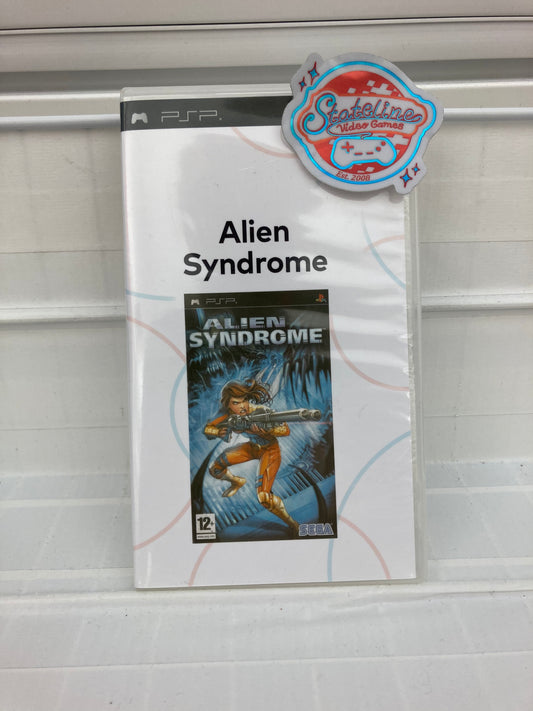 PSP.
Stateline
Video Games
Est. 2008
Alien
Syndrome
PSP.
ALIEN
SYNDROME
12+
SEGA